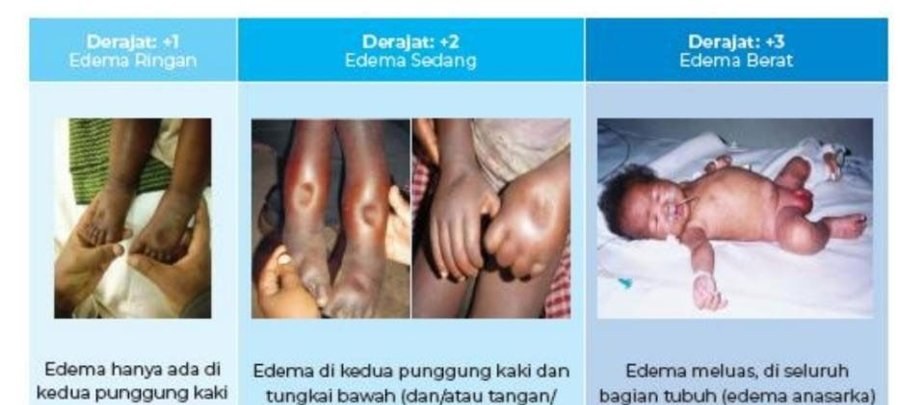 Derajat: +1
Edema Ringan
Derajat: +2
Edema Sedang
Derajat: +3
Edema Berat
Edema hanya ada di
kedua punggung kaki
Edema di kedua punggung kaki dan
tungkai bawah (dan/atau tangan/
Edema meluas, di seluruh
bagian tubuh (edema anasarka)